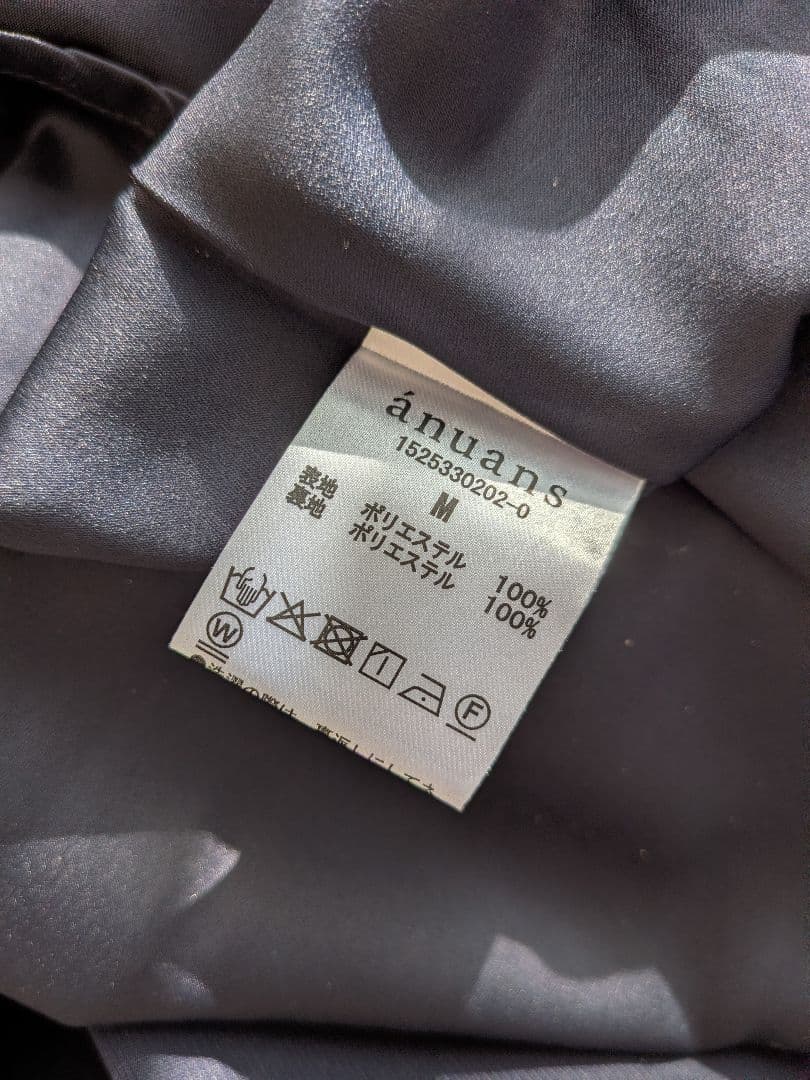 ánuans
1525330202-0
M
表地 ポリエステル 100%
裏地 ポリエステル 100%
W
F